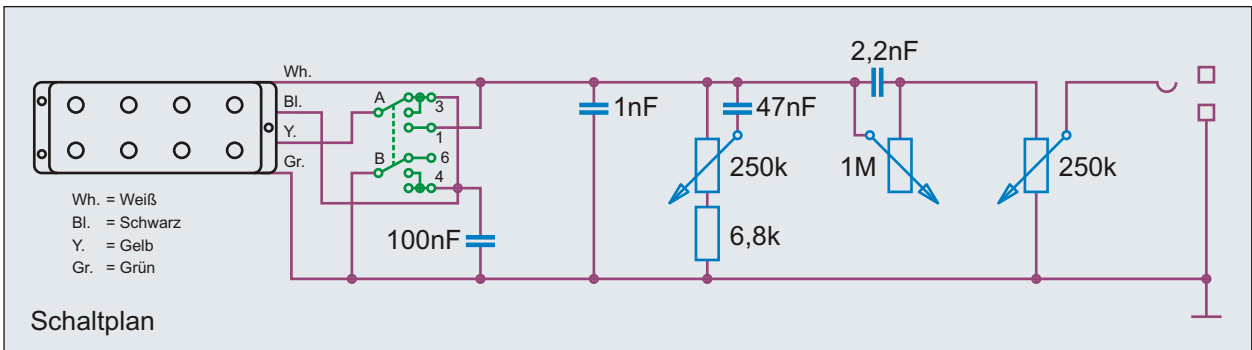 Wh.
Bl.
Y.
Gr.
A
3
1
B
6
4
100nF
1nF
47nF
250k
6,8k
2,2nF
1M
250k
Wh. = Weiß
Bl. = Schwarz
Y. = Gelb
Gr. = Grün
Schaltplan